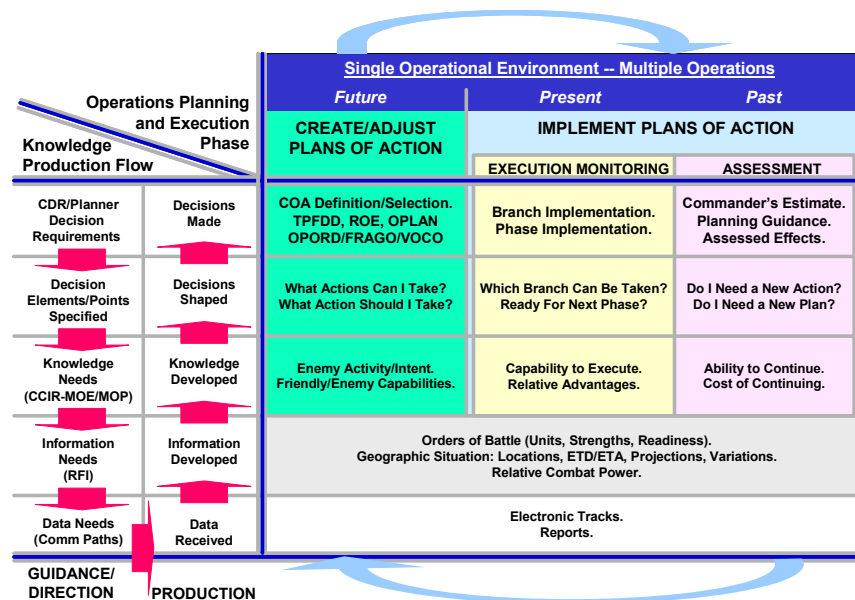 Single Operational Environment -- Multiple Operations
Operations Planning
and Execution
Phase
Knowledge
Production Flow
Future
Present
Past
CREATE/ADJUST
PLANS OF ACTION
IMPLEMENT PLANS OF ACTION
EXECUTION MONITORING
ASSESSMENT
CDR/Planner
Decision
Requirements
Decisions
Made
COA Definition/Selection.
TPFDD, ROE, OPLAN
OPORD/FRAGO/VOCO
Branch Implementation.
Phase Implementation.
Commander’s Estimate.
Planning Guidance.
Assessed Effects.
Decision
Elements/Points
Specified
Decisions
Shaped
What Actions Can I Take?
What Action Should I Take?
Which Branch Can Be Taken?
Ready For Next Phase?
Do I Need a New Action?
Do I Need a New Plan?
Knowledge
Needs
(CCIR-MOE/MOP)
Knowledge
Developed
Enemy Activity/Intent.
Friendly/Enemy Capabilities.
Capability to Execute.
Relative Advantages.
Ability to Continue.
Cost of Continuing.
Information
Needs
(RFI)
Information
Developed
Orders of Battle (Units, Strengths, Readiness).
Geographic Situation: Locations, ETD/ETA, Projections, Variations.
Relative Combat Power.
Data Needs
(Comm Paths)
Data
Received
Electronic Tracks.
Reports.
GUIDANCE/
DIRECTION
PRODUCTION